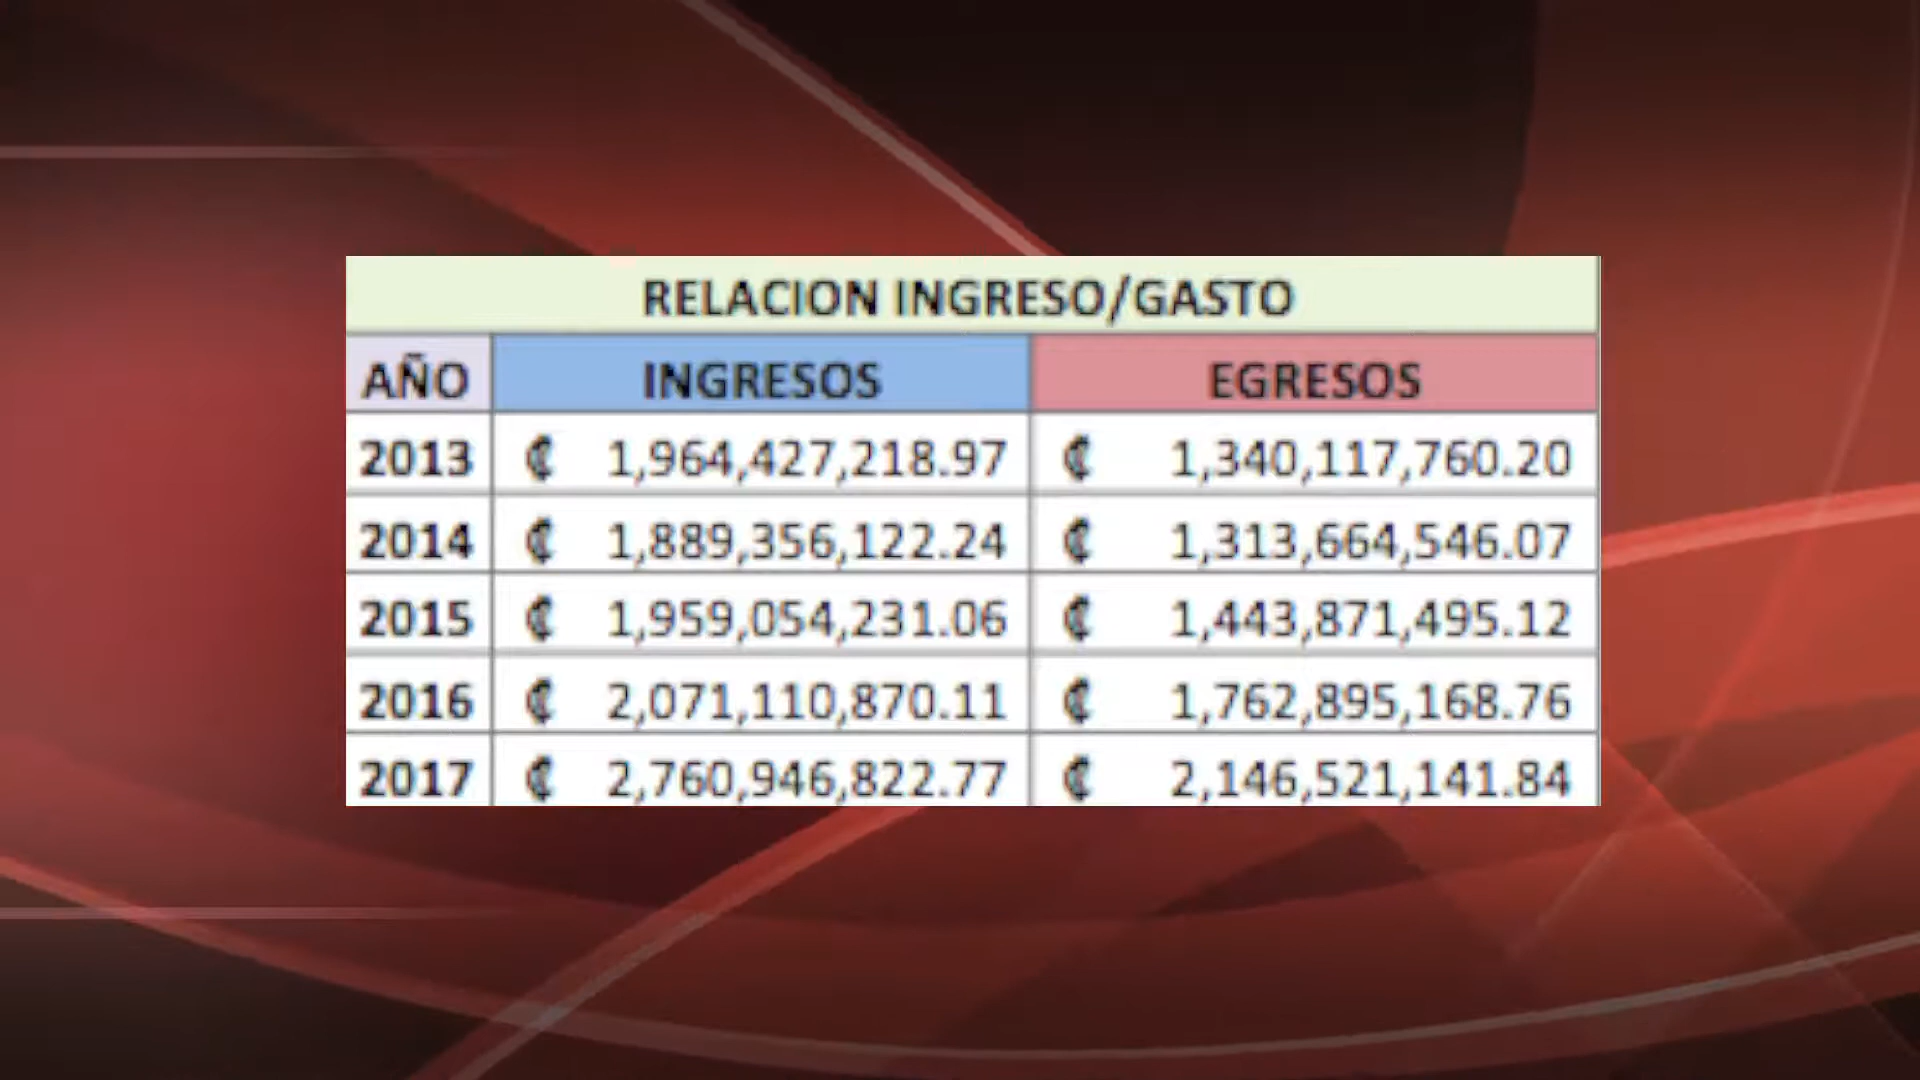 RELACION INGRESO/GASTO
AÑO INGRESOS EGRESOS
2013 ₡ 1,964,427,218.97 ₡ 1,340,117,760.20
2014 ₡ 1,889,356,122.24 ₡ 1,313,664,546.07
2015 ₡ 1,959,054,231.06 ₡ 1,443,871,495.12
2016 ₡ 2,071,110,870.11 ₡ 1,762,895,168.76
2017 ₡ 2,760,946,822.77 ₡ 2,146,521,141.84